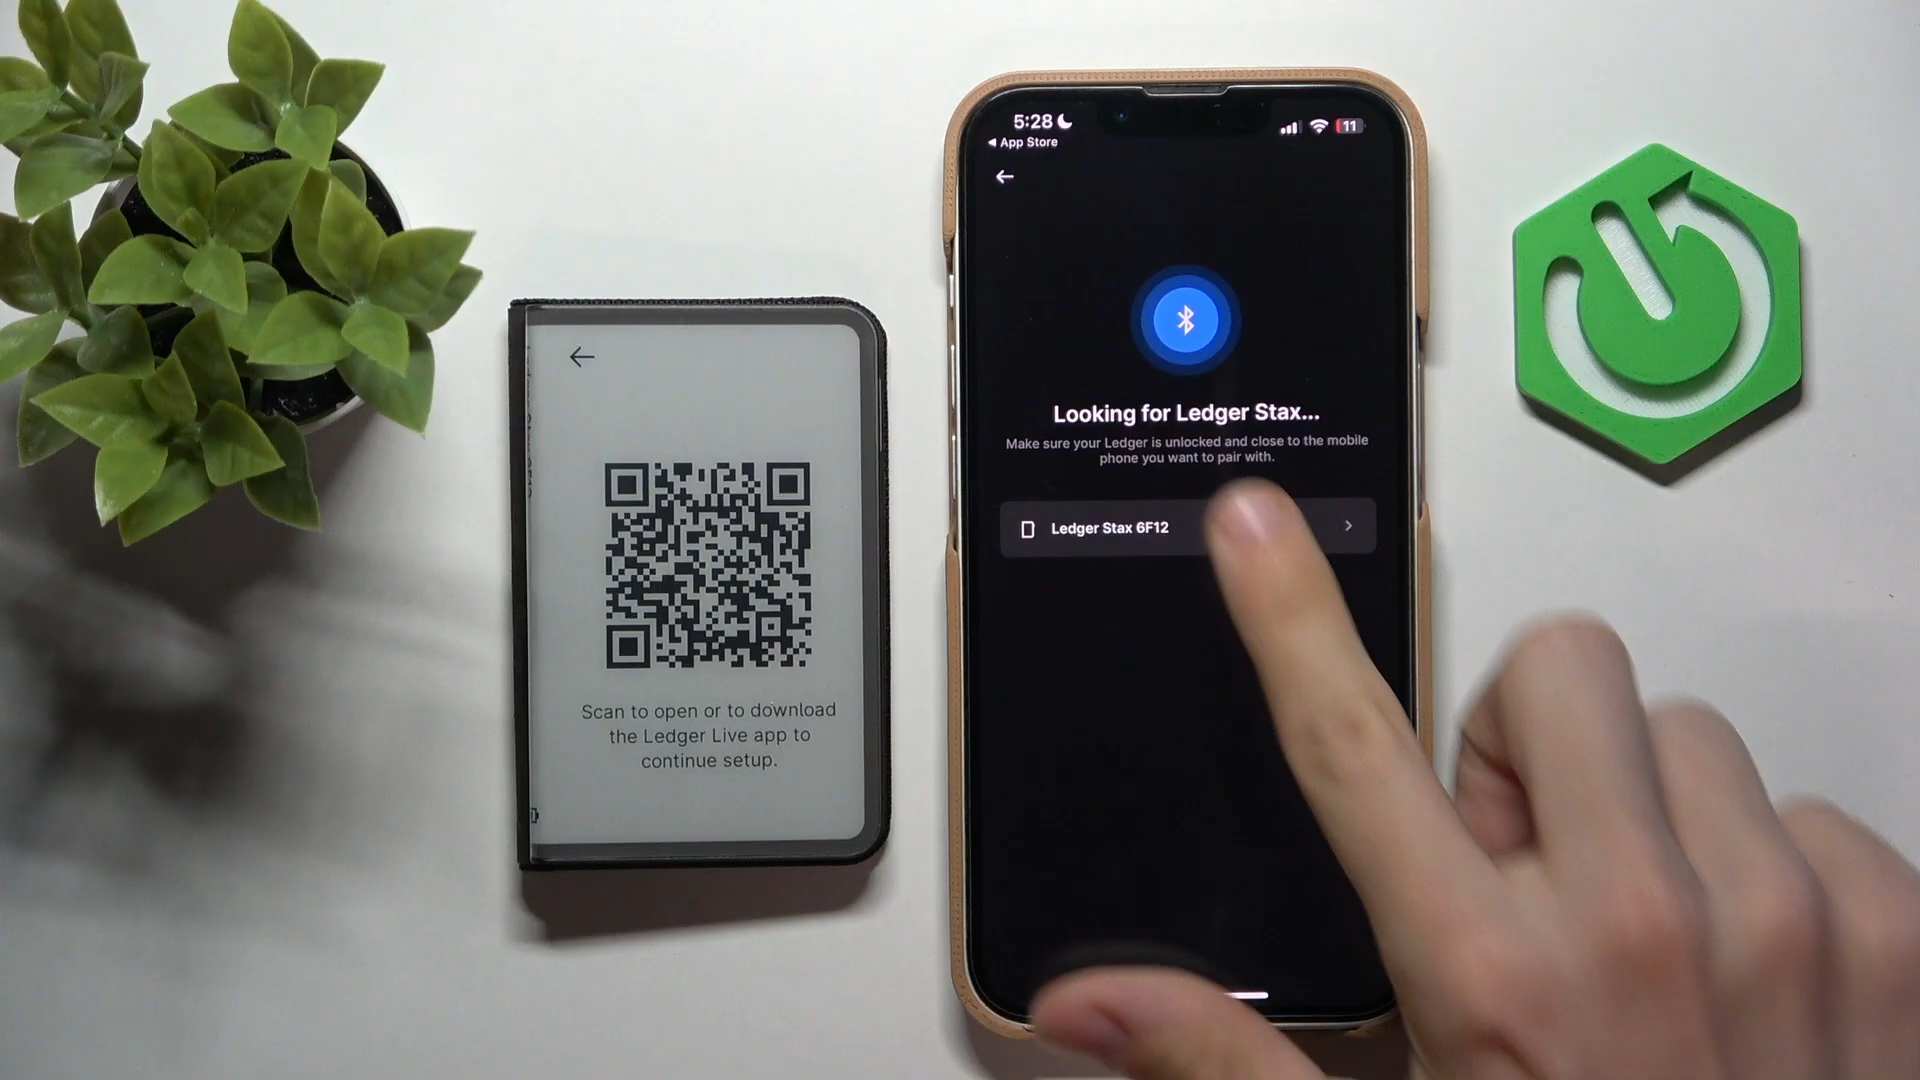 Scan to open or to download
the Ledger Live app to
continue setup.
5:28
11
App Store
Looking for Ledger Stax...
Make sure your Ledger is unlocked and close to the mobile
phone you want to pair with.
Ledger Stax 6F12